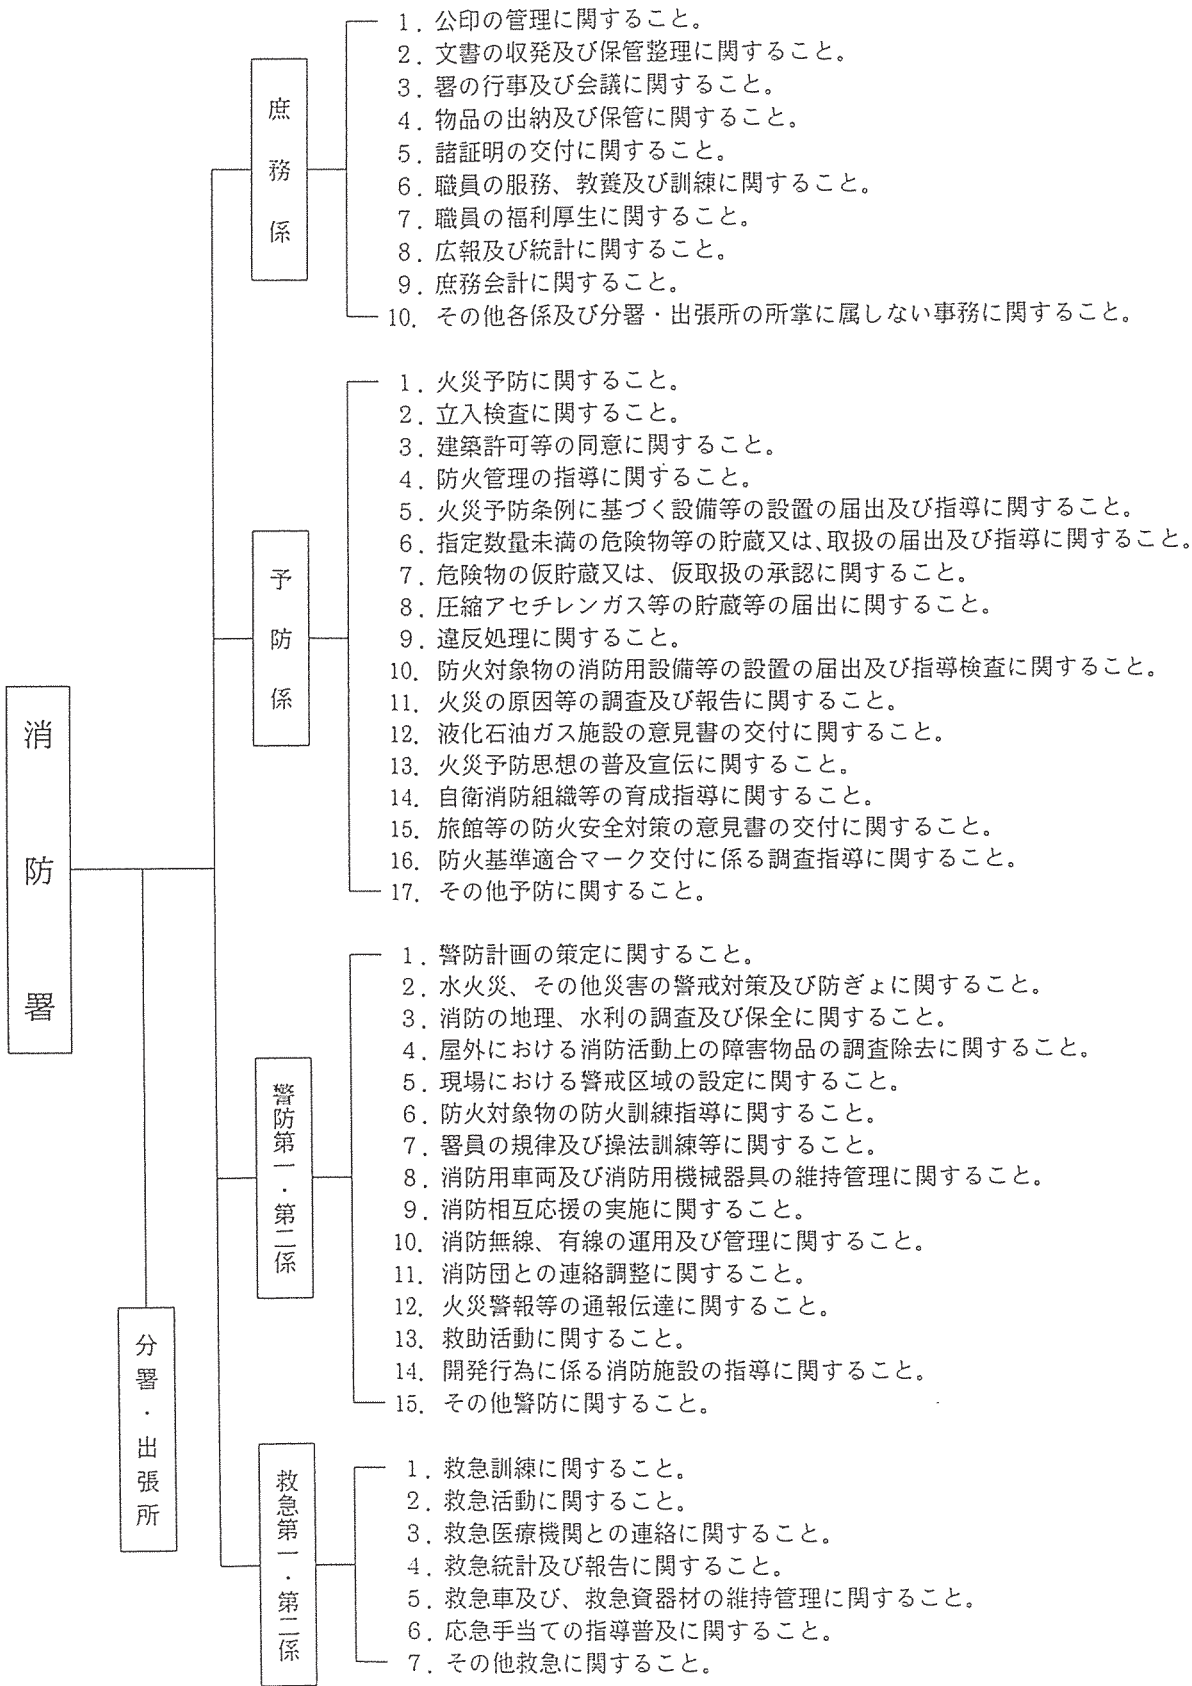 消防署
分署・出張所
庶務係
1. 公印の管理に関すること。
2. 文書の収発及び保管整理に関すること。
3. 署の行事及び会議に関すること。
4. 物品の出納及び保管に関すること。
5. 諸証明の交付に関すること。
6. 職員の服務、教養及び訓練に関すること。
7. 職員の福利厚生に関すること。
8. 広報及び統計に関すること。
9. 庶務会計に関すること。
10. その他各係及び分署・出張所の所掌に属しない事務に関すること。
予防係
1. 火災予防に関すること。
2. 立入検査に関すること。
3. 建築許可等の同意に関すること。
4. 防火管理の指導に関すること。
5. 火災予防条例に基づく設備等の設置の届出及び指導に関すること。
6. 指定数量未満の危険物等の貯蔵又は、取扱の届出及び指導に関すること。
7. 危険物の仮貯蔵又は、仮取扱の承認に関すること。
8. 圧縮アセチレンガス等の貯蔵等の届出に関すること。
9. 違反処理に関すること。
10. 防火対象物の消防用設備等の設置の届出及び指導検査に関すること。
11. 火災の原因等の調査及び報告に関すること。
12. 液化石油ガス施設の意見書の交付に関すること。
13. 火災予防思想の普及宣伝に関すること。
14. 自衛消防組織等の育成指導に関すること。
15. 旅館等の防火安全対策の意見書の交付に関すること。
16. 防火基準適合マーク交付に係る調査指導に関すること。
17. その他予防に関すること。
警防第一・第二係
1. 警防計画の策定に関すること。
2. 水火災、その他災害の警戒対策及び防ぎょに関すること。
3. 消防の地理、水利の調査及び保全に関すること。
4. 屋外における消防活動上の障害物品の調査除去に関すること。
5. 現場における警戒区域の設定に関すること。
6. 防火対象物の防火訓練指導に関すること。
7. 署員の規律及び操法訓練等に関すること。
8. 消防用車両及び消防用機械器具の維持管理に関すること。
9. 消防相互応援の実施に関すること。
10. 消防無線、有線の運用及び管理に関すること。
11. 消防団との連絡調整に関すること。
12. 火災警報等の通報伝達に関すること。
13. 救助活動に関すること。
14. 開発行為に係る消防施設の指導に関すること。
15. その他警防に関すること。
救急第一・第二係
1. 救急訓練に関すること。
2. 救急活動に関すること。
3. 救急医療機関との連絡に関すること。
4. 救急統計及び報告に関すること。
5. 救急車及び、救急資器材の維持管理に関すること。
6. 応急手当ての指導普及に関すること。
7. その他救急に関すること。